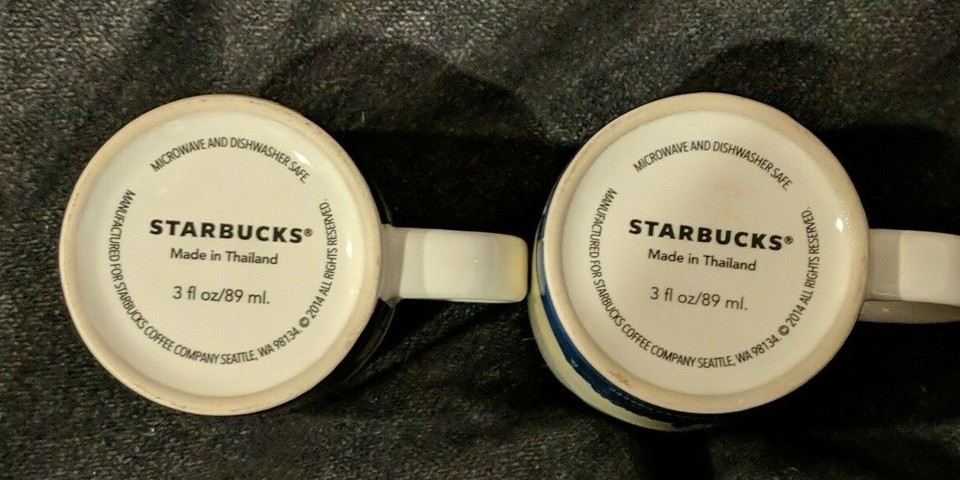 MICROWAVE AND DISHWASHER SAFE.
STARBUCKS®
Made in Thailand
3 fl oz/89 ml.
MANUFACTURED FOR STARBUCKS COFFEE COMPANY SEATTLE, WA 98134. © 2014 ALL RIGHTS RESERVED.
MICROWAVE AND DISHWASHER SAFE.
STARBUCKS®
Made in Thailand
3 fl oz/89 ml.
MANUFACTURED FOR STARBUCKS COFFEE COMPANY SEATTLE, WA 98134. © 2014 ALL RIGHTS RESERVED.